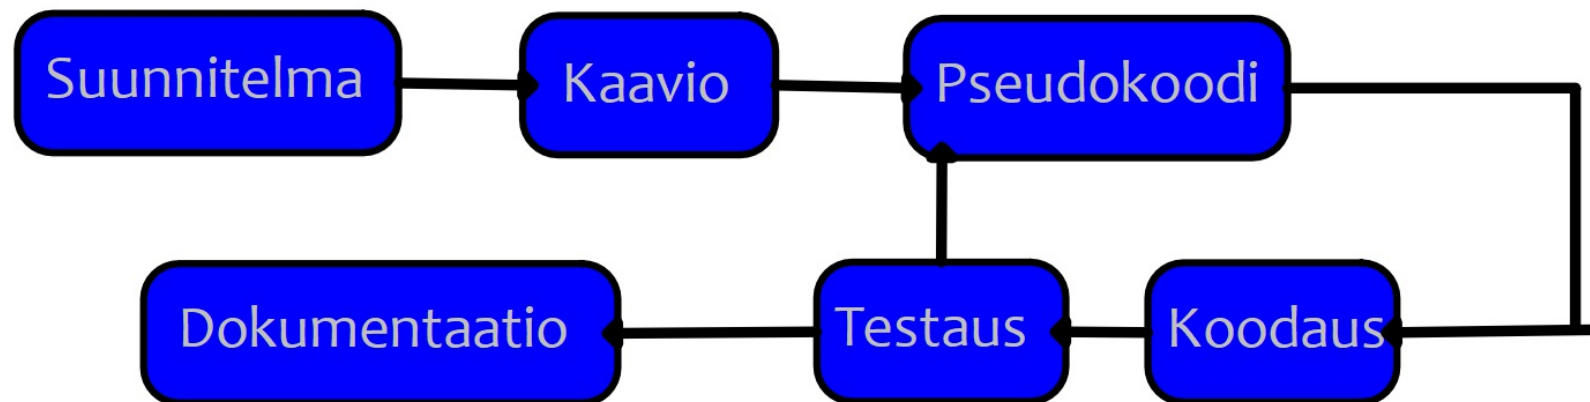 Suunnitelma
Kaavio
Pseudokoodi
Dokumentaatio
Testaus
Koodaus